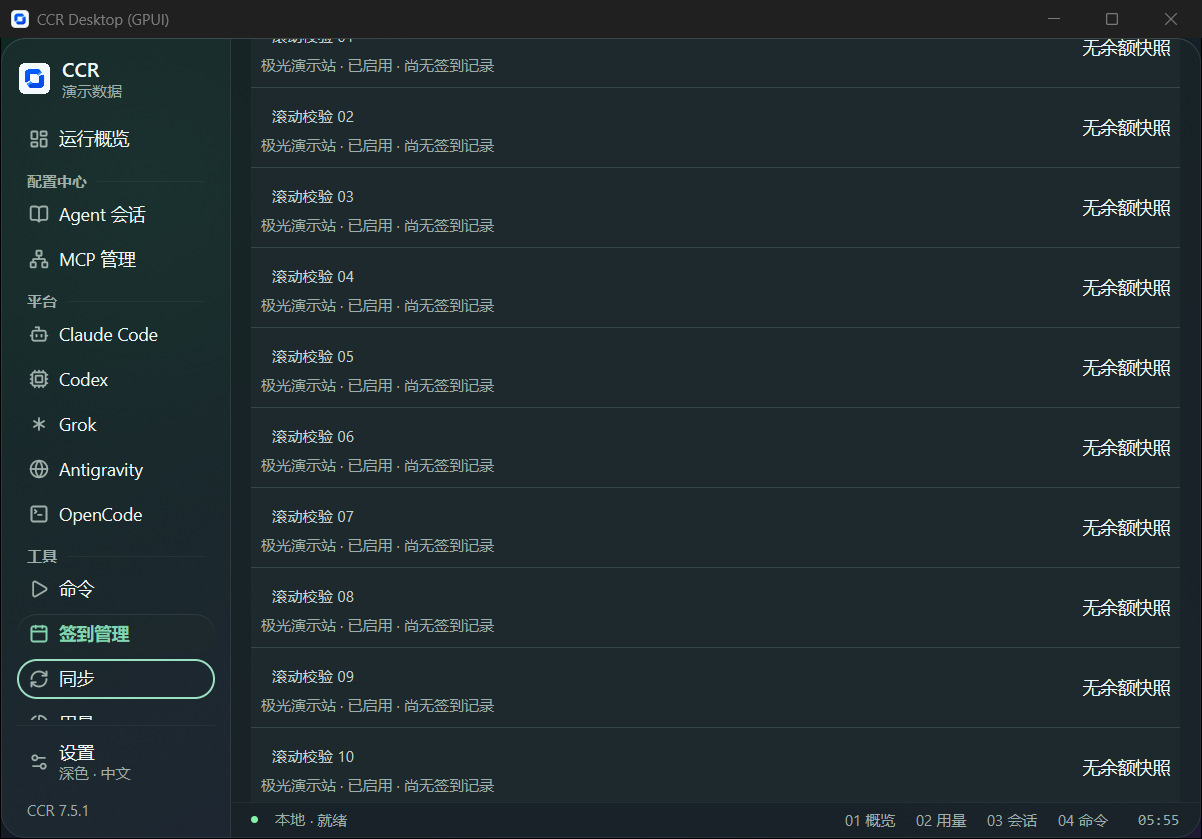 CCR Desktop (GPUI)
CCR
演示数据
运行概览
配置中心
Agent 会话
MCP 管理
平台
Claude Code
Codex
Grok
Antigravity
OpenCode
工具
命令
签到管理
同步
设置
深色 · 中文
CCR 7.5.1
无余额快照
极光演示站 · 已启用 · 尚无签到记录
滚动校验 02
极光演示站 · 已启用 · 尚无签到记录
无余额快照
滚动校验 03
极光演示站 · 已启用 · 尚无签到记录
无余额快照
滚动校验 04
极光演示站 · 已启用 · 尚无签到记录
无余额快照
滚动校验 05
极光演示站 · 已启用 · 尚无签到记录
无余额快照
滚动校验 06
极光演示站 · 已启用 · 尚无签到记录
无余额快照
滚动校验 07
极光演示站 · 已启用 · 尚无签到记录
无余额快照
滚动校验 08
极光演示站 · 已启用 · 尚无签到记录
无余额快照
滚动校验 09
极光演示站 · 已启用 · 尚无签到记录
无余额快照
滚动校验 10
极光演示站 · 已启用 · 尚无签到记录
无余额快照
本地 · 就绪
01 概览 02 用量 03 会话 04 命令 05:55